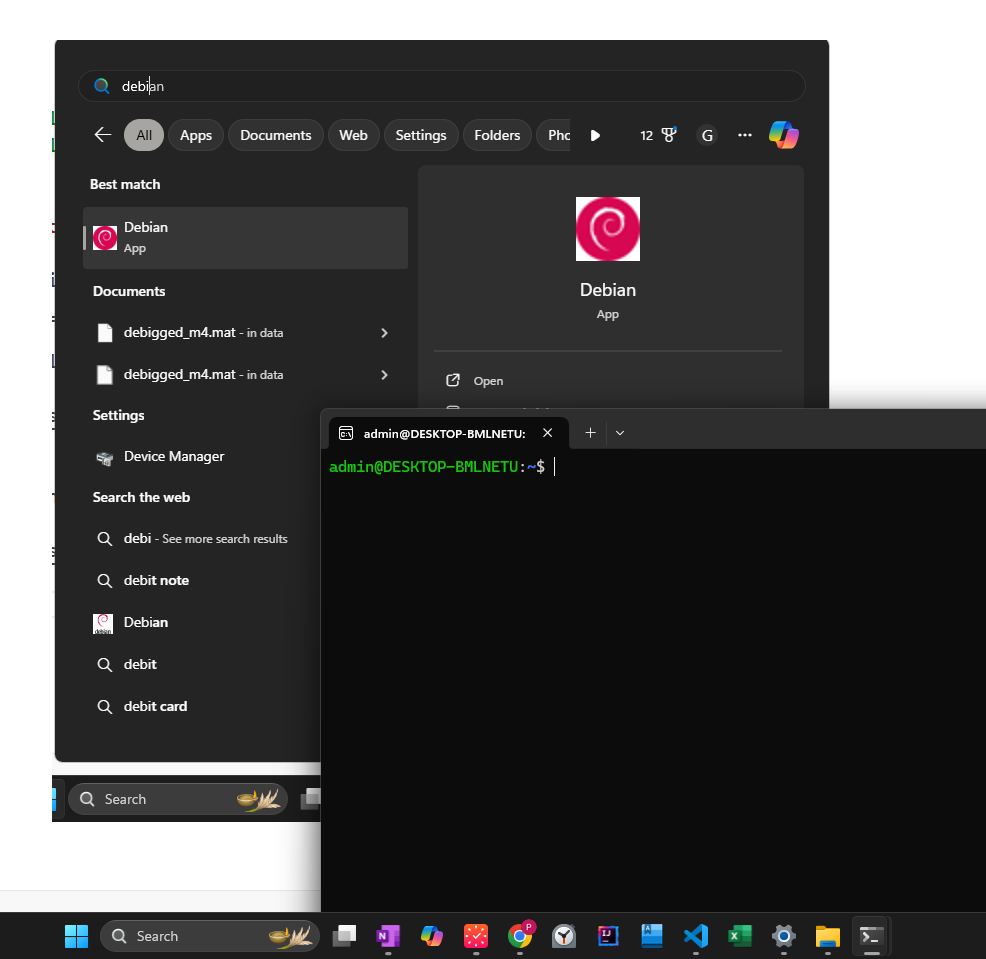 debian
All Apps Documents Web Settings Folders Pho 12 G
Best match
Debian
App
Debian
App
Documents
debigged_m4.mat - in data
debigged_m4.mat - in data
Open
Settings
Device Manager
Search the web
debi - See more search results
debit note
Debian
debit
debit card
admin@DESKTOP-BMLNETU:
admin@DESKTOP-BMLNETU:~$
Search
Search